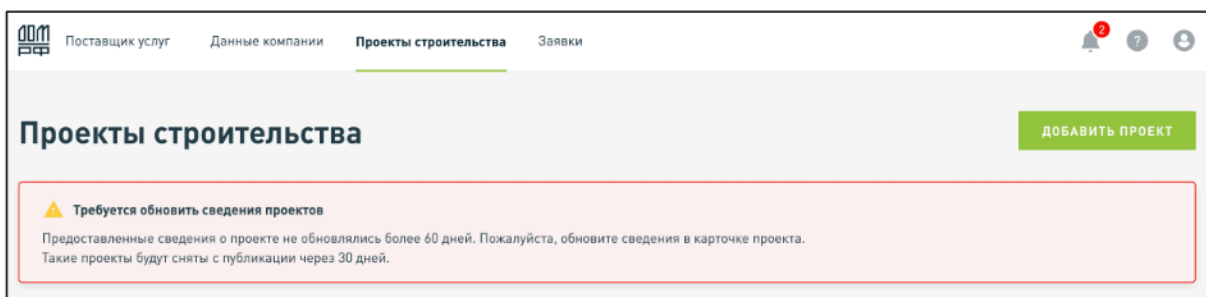 ДОМ
РФ
Поставщик услуг Данные компании Проекты строительства Заявки 2 ?
Проекты строительства ДОБАВИТЬ ПРОЕКТ
Требуется обновить сведения проектов
Предоставленные сведения о проекте не обновлялись более 60 дней. Пожалуйста, обновите сведения в карточке проекта.
Такие проекты будут сняты с публикации через 30 дней.